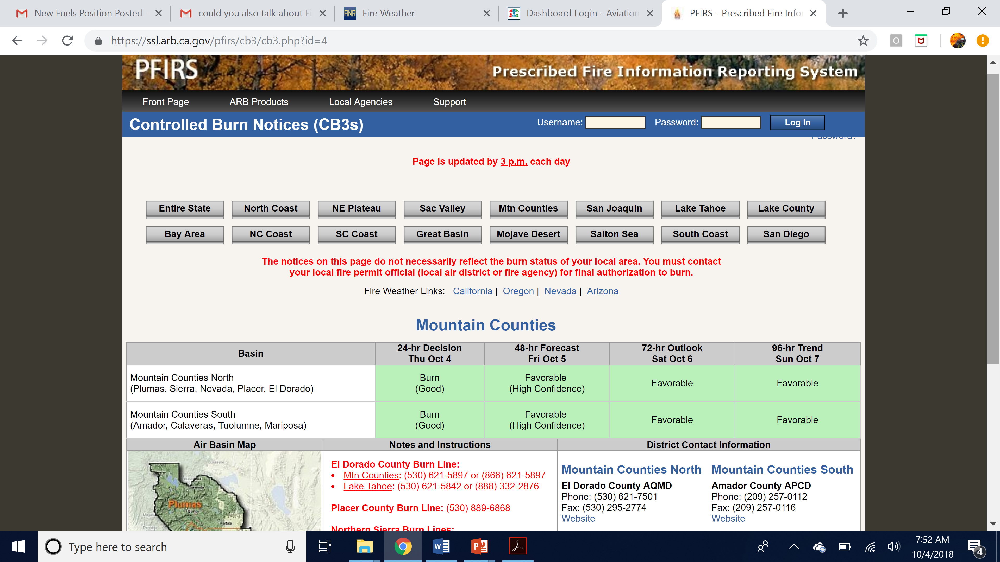 New Fuels Position Posted -
could you also talk about Fi
ANR Fire Weather
Dashboard Login - Aviation
PFIRS - Prescribed Fire Info
https://ssl.arb.ca.gov/pfirs/cb3/cb3.php?id=4
PFIRS
Prescribed Fire Information Reporting System
Front Page ARB Products Local Agencies Support
Controlled Burn Notices (CB3s)
Username: Password: Log In
Password?
Page is updated by 3 p.m. each day
Entire State North Coast NE Plateau Sac Valley Mtn Counties San Joaquin Lake Tahoe Lake County
Bay Area NC Coast SC Coast Great Basin Mojave Desert Salton Sea South Coast San Diego
The notices on this page do not necessarily reflect the burn status of your local area. You must contact
your local fire permit official (local air district or fire agency) for final authorization to burn.
Fire Weather Links: California | Oregon | Nevada | Arizona
Mountain Counties
Basin
24-hr Decision
Thu Oct 4
48-hr Forecast
Fri Oct 5
72-hr Outlook
Sat Oct 6
96-hr Trend
Sun Oct 7
Mountain Counties North
(Plumas, Sierra, Nevada, Placer, El Dorado)
Burn
(Good)
Favorable
(High Confidence)
Favorable
Favorable
Mountain Counties South
(Amador, Calaveras, Tuolumne, Mariposa)
Burn
(Good)
Favorable
(High Confidence)
Favorable
Favorable
Air Basin Map
Plumas
Notes and Instructions
El Dorado County Burn Line:
• Mtn Counties: (530) 621-5897 or (866) 621-5897
• Lake Tahoe: (530) 621-5842 or (888) 332-2876
Placer County Burn Line: (530) 889-6868
Northern Sierra Burn Lines:
District Contact Information
Mountain Counties North
El Dorado County AQMD
Phone: (530) 621-7501
Fax: (530) 295-2774
Website
Mountain Counties South
Amador County APCD
Phone: (209) 257-0112
Fax: (209) 257-0116
Website
Type here to search
7:52 AM
10/4/2018
4